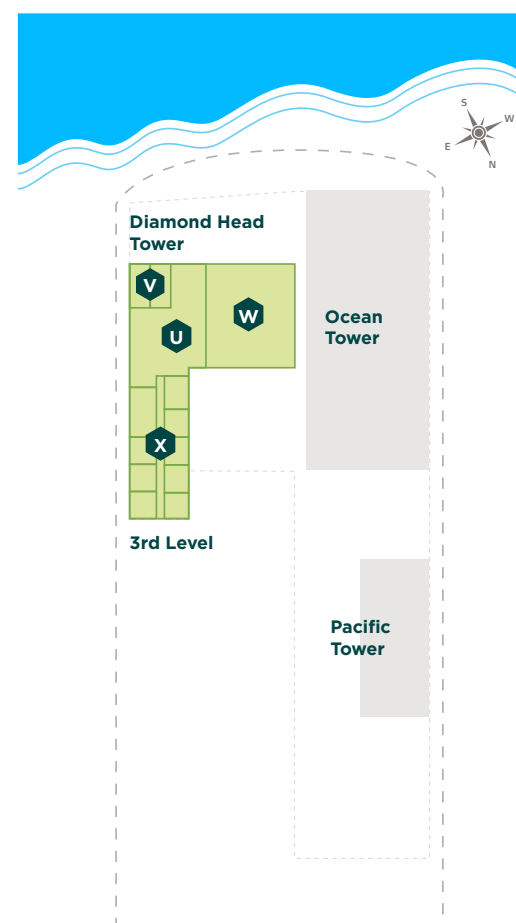 S
W
E
N
Diamond Head
Tower
V
W
U
Ocean
Tower
X
3rd Level
Pacific
Tower